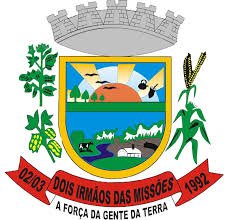 02/03 DOIS IRMÃOS DAS MISSÕES 1992
A FORÇA DA GENTE DA TERRA